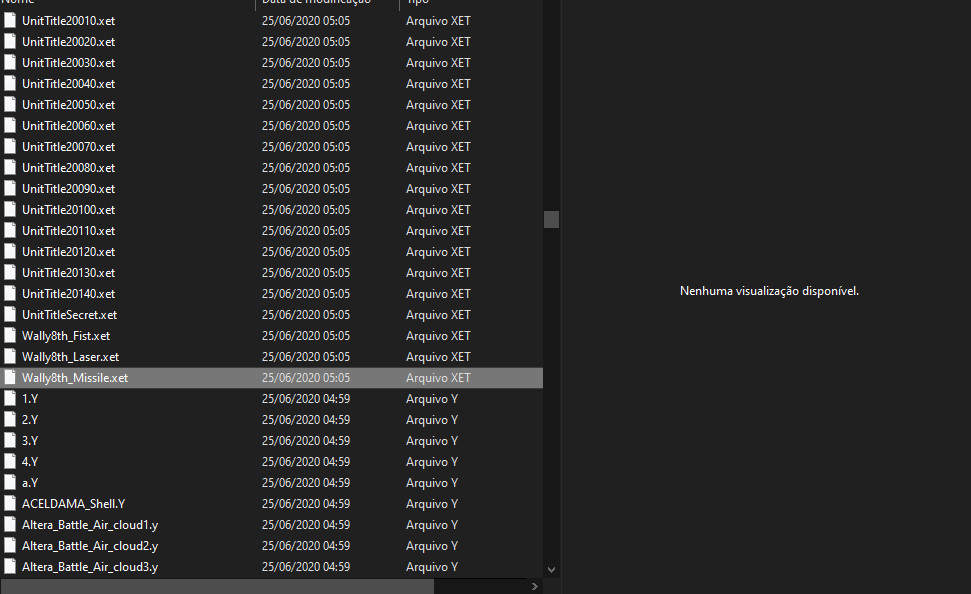 Nome Data de modificação Tipo
UnitTitle20010.xet 25/06/2020 05:05 Arquivo XET
UnitTitle20020.xet 25/06/2020 05:05 Arquivo XET
UnitTitle20030.xet 25/06/2020 05:05 Arquivo XET
UnitTitle20040.xet 25/06/2020 05:05 Arquivo XET
UnitTitle20050.xet 25/06/2020 05:05 Arquivo XET
UnitTitle20060.xet 25/06/2020 05:05 Arquivo XET
UnitTitle20070.xet 25/06/2020 05:05 Arquivo XET
UnitTitle20080.xet 25/06/2020 05:05 Arquivo XET
UnitTitle20090.xet 25/06/2020 05:05 Arquivo XET
UnitTitle20100.xet 25/06/2020 05:05 Arquivo XET
UnitTitle20110.xet 25/06/2020 05:05 Arquivo XET
UnitTitle20120.xet 25/06/2020 05:05 Arquivo XET
UnitTitle20130.xet 25/06/2020 05:05 Arquivo XET
UnitTitle20140.xet 25/06/2020 05:05 Arquivo XET
UnitTitleSecret.xet 25/06/2020 05:05 Arquivo XET
Wally8th_Fist.xet 25/06/2020 05:05 Arquivo XET
Wally8th_Laser.xet 25/06/2020 05:05 Arquivo XET
Wally8th_Missile.xet 25/06/2020 05:05 Arquivo XET
1.Y 25/06/2020 04:59 Arquivo Y
2.Y 25/06/2020 04:59 Arquivo Y
3.Y 25/06/2020 04:59 Arquivo Y
4.Y 25/06/2020 04:59 Arquivo Y
a.Y 25/06/2020 04:59 Arquivo Y
ACELDAMA_Shell.Y 25/06/2020 04:59 Arquivo Y
Altera_Battle_Air_cloud1.y 25/06/2020 04:59 Arquivo Y
Altera_Battle_Air_cloud2.y 25/06/2020 04:59 Arquivo Y
Altera_Battle_Air_cloud3.y 25/06/2020 04:59 Arquivo Y
Nenhuma visualização disponível.